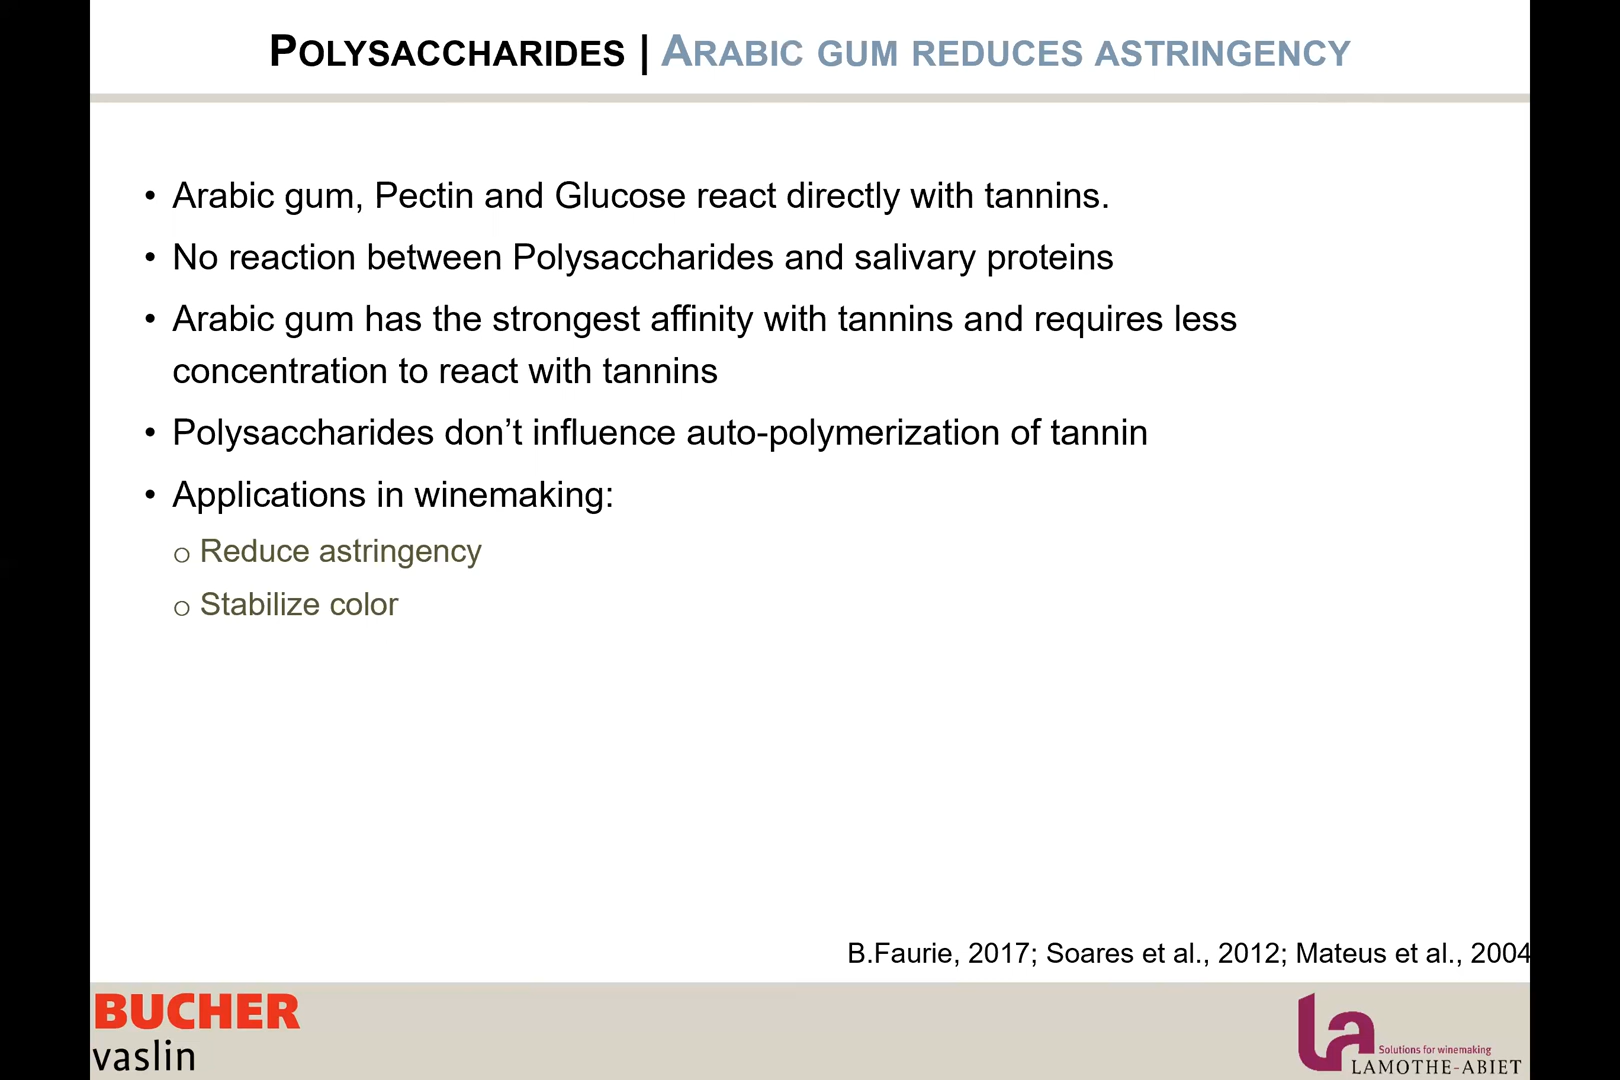 POLYSACCHARIDES | ARABIC GUM REDUCES ASTRINGENCY
• Arabic gum, Pectin and Glucose react directly with tannins.
• No reaction between Polysaccharides and salivary proteins
• Arabic gum has the strongest affinity with tannins and requires less
concentration to react with tannins
• Polysaccharides don’t influence auto-polymerization of tannin
• Applications in winemaking:
o Reduce astringency
o Stabilize color
B.Faurie, 2017; Soares et al., 2012; Mateus et al., 2004
BUCHER
vaslin
la
Solutions for winemaking
LAMOTHE-ABIET